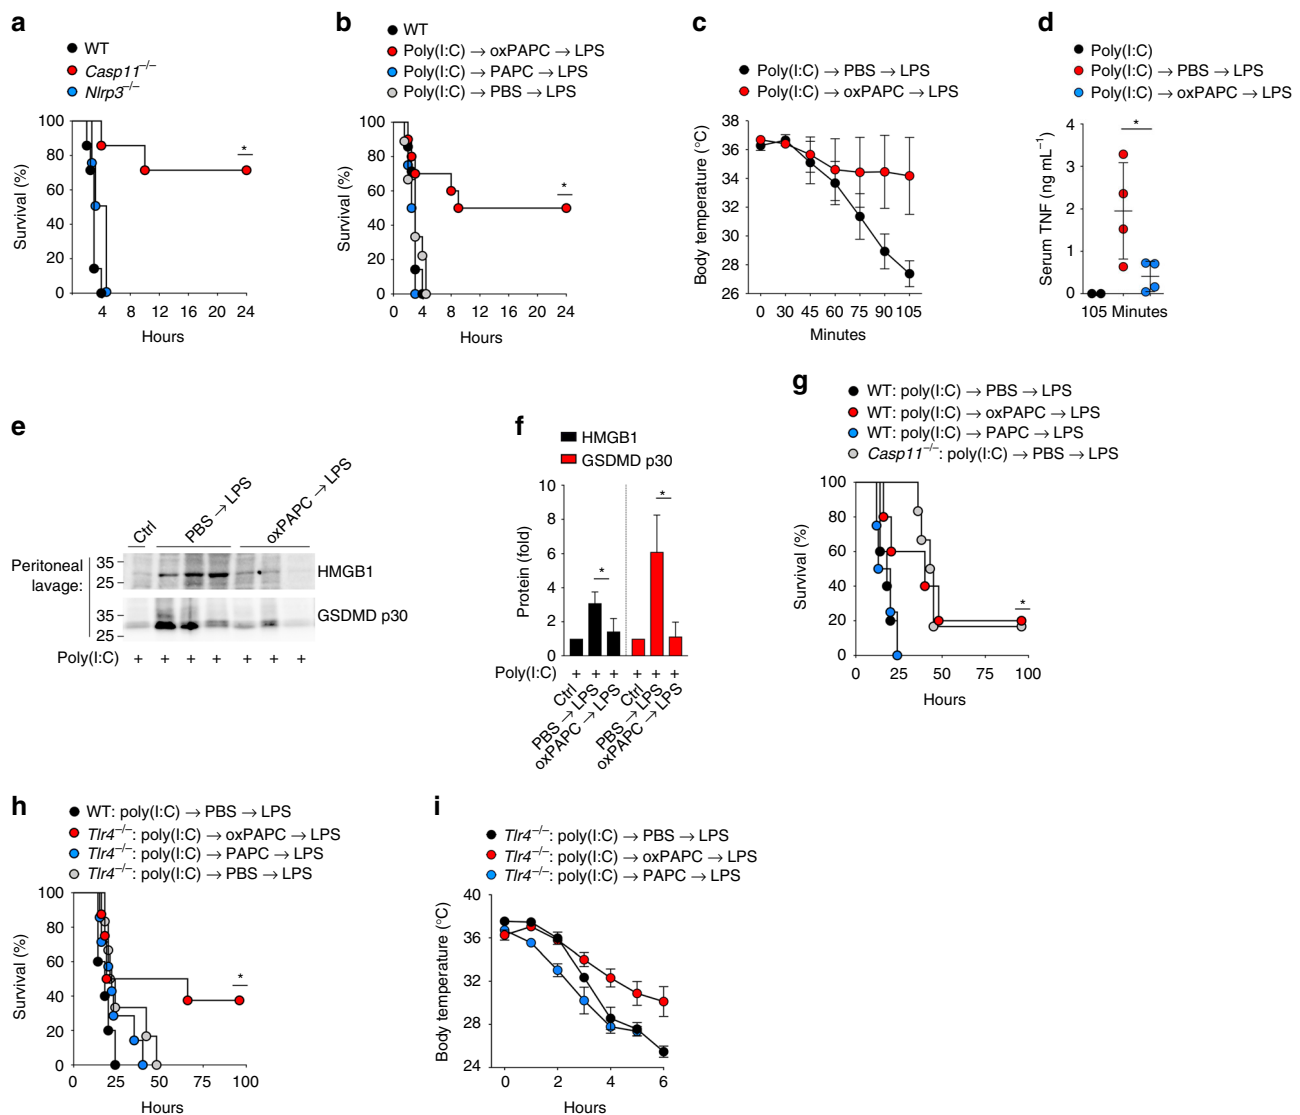 a
WT
Casp11–/–
Nlrp3–/–
Survival (%)
100
80
60
40
20
0
4 8 12 16 20 24
Hours
b
WT
Poly(I:C) → oxPAPC → LPS
Poly(I:C) → PAPC → LPS
Poly(I:C) → PBS → LPS
Survival (%)
100
80
60
40
20
0
0 4 8 12 16 20 24
Hours
*
*
c
Poly(I:C) → PBS → LPS
Poly(I:C) → oxPAPC → LPS
Body temperature (°C)
38
36
34
32
30
28
26
0 30 45 60 75 90 105
Minutes
d
Poly(I:C)
Poly(I:C) → PBS → LPS
Poly(I:C) → oxPAPC → LPS
Serum TNF (ng mL–1)
4
3
2
1
0
*
105 Minutes
e
Ctrl
PBS → LPS
oxPAPC → LPS
Peritoneal
lavage:
35
25
HMGB1
35
25
GSDMD p30
Poly(I:C) + + + + + + +
f
HMGB1
GSDMD p30
Protein (fold)
10
8
6
4
2
0
*
*
Poly(I:C) + + + + + +
Ctrl
PBS → LPS
oxPAPC → LPS
Ctrl
PBS → LPS
oxPAPC → LPS
g
WT: poly(I:C) → PBS → LPS
WT: poly(I:C) → oxPAPC → LPS
WT: poly(I:C) → PAPC → LPS
Casp11–/–: poly(I:C) → PBS → LPS
Survival (%)
100
80
60
40
20
0
*
0 25 50 75 100
Hours
h
WT: poly(I:C) → PBS → LPS
Tlr4–/–: poly(I:C) → oxPAPC → LPS
Tlr4–/–: poly(I:C) → PAPC → LPS
Tlr4–/–: poly(I:C) → PBS → LPS
Survival (%)
100
80
60
40
20
0
*
0 25 50 75 100
Hours
i
Tlr4–/–: poly(I:C) → PBS → LPS
Tlr4–/–: poly(I:C) → oxPAPC → LPS
Tlr4–/–: poly(I:C) → PAPC → LPS
Body temperature (°C)
40
36
32
28
24
0 2 4 6
Hours